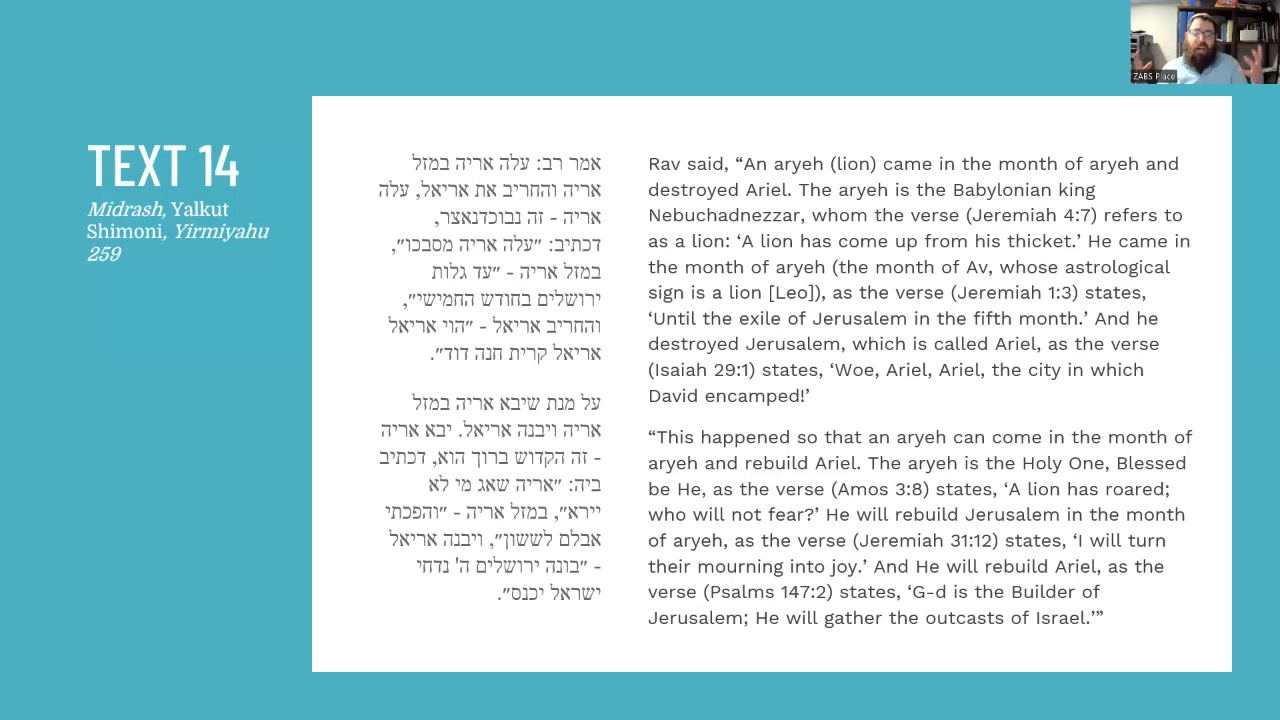 ZABS Place
TEXT 14
Midrash, Yalkut
Shimoni, Yirmiyahu
259
אמר רב: עלה אריה במזל
אריה והחריב את אריאל, עלה
אריה - זה נבוכדנאצר,
דכתיב: "עלה אריה מסבכו",
במזל אריה - "עד גלות
ירושלים בחודש החמישי",
והחריב אריאל - "הוי אריאל
אריאל קרית חנה דוד".
על מנת שיבא אריה במזל
אריה ויבנה אריאל. יבא אריה
- זה הקדוש ברוך הוא, דכתיב
ביה: "אריה שאג מי לא
יירא", במזל אריה - "והפכתי
אבלם לששון", ויבנה אריאל
- "בונה ירושלים ה' נדחי
ישראל יכנס".
Rav said, “An aryeh (lion) came in the month of aryeh and
destroyed Ariel. The aryeh is the Babylonian king
Nebuchadnezzar, whom the verse (Jeremiah 4:7) refers to
as a lion: ‘A lion has come up from his thicket.’ He came in
the month of aryeh (the month of Av, whose astrological
sign is a lion [Leo]), as the verse (Jeremiah 1:3) states,
‘Until the exile of Jerusalem in the fifth month.’ And he
destroyed Jerusalem, which is called Ariel, as the verse
(Isaiah 29:1) states, ‘Woe, Ariel, Ariel, the city in which
David encamped!’
“This happened so that an aryeh can come in the month of
aryeh and rebuild Ariel. The aryeh is the Holy One, Blessed
be He, as the verse (Amos 3:8) states, ‘A lion has roared;
who will not fear?’ He will rebuild Jerusalem in the month
of aryeh, as the verse (Jeremiah 31:12) states, ‘I will turn
their mourning into joy.’ And He will rebuild Ariel, as the
verse (Psalms 147:2) states, ‘G-d is the Builder of
Jerusalem; He will gather the outcasts of Israel.’”